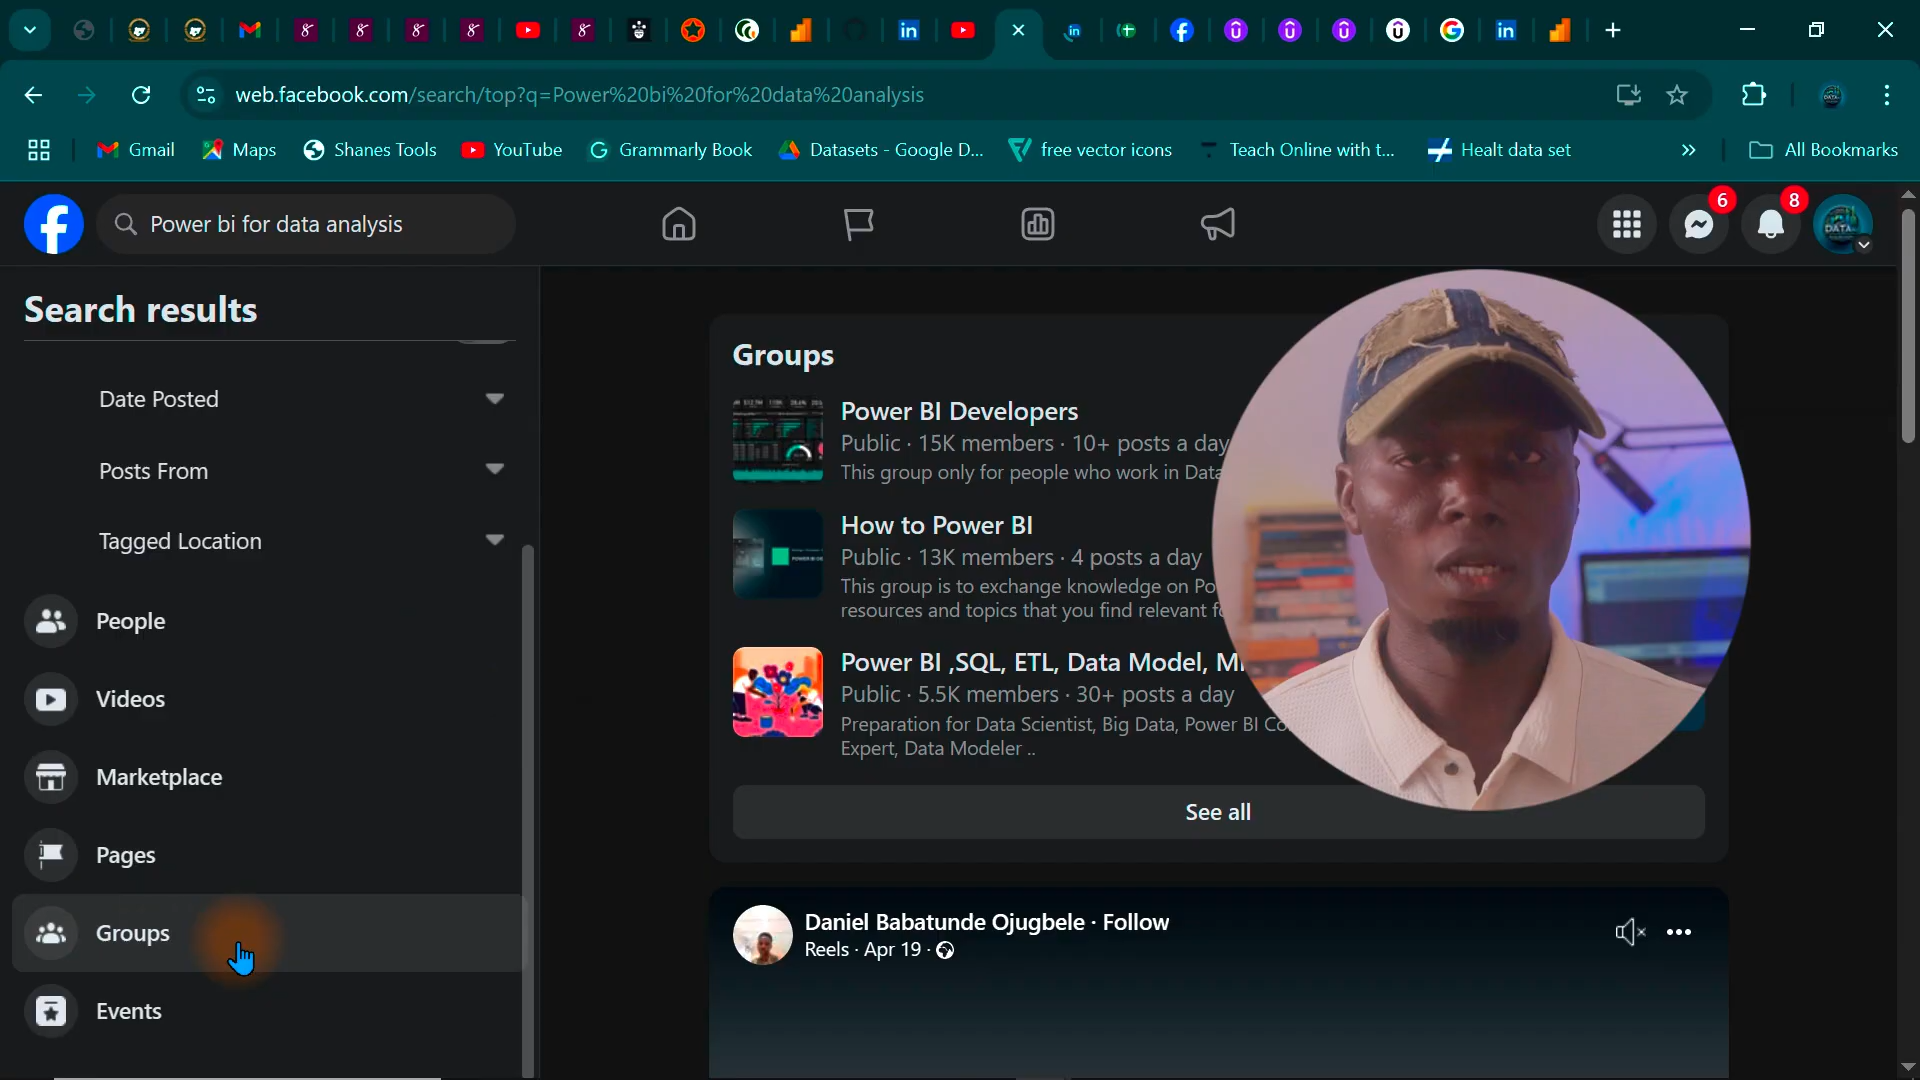 web.facebook.com/search/top?q=Power%20bi%20for%20data%20analysis
Gmail
Maps
Shanes Tools
YouTube
Grammarly Book
Datasets - Google D...
free vector icons
Teach Online with t...
Healt data set
All Bookmarks
Power bi for data analysis
6
8
Search results
Date Posted
Posts From
Tagged Location
People
Videos
Marketplace
Pages
Groups
Events
Groups
Power BI Developers
Public · 15K members · 10+ posts a day
This group only for people who work in Data
How to Power BI
Public · 13K members · 4 posts a day
This group is to exchange knowledge on Po
resources and topics that you find relevant
Power BI ,SQL, ETL, Data Model,
Public · 5.5K members · 30+ posts a day
Preparation for Data Scientist, Big Data, Power BI
Expert, Data Modeler ..
See all
Daniel Babatunde Ojugbele · Follow
Reels · Apr 19 ·